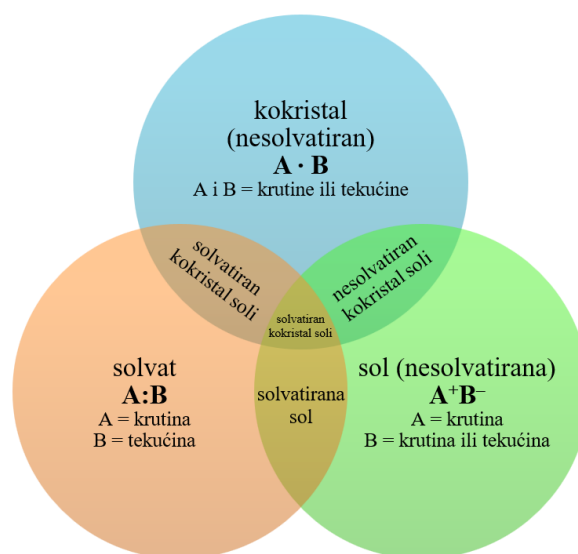 kokristal
(nesolvatiran)
A · B
A i B = krutine ili tekućine
solvatiran
kokristal soli
nesolvatiran
kokristal soli
solvatiran
kokristal soli
solvat
A:B
A = krutina
B = tekućina
solvatirana
sol
sol (nesolvatirana)
A⁺B⁻
A = krutina
B = krutina ili tekućina